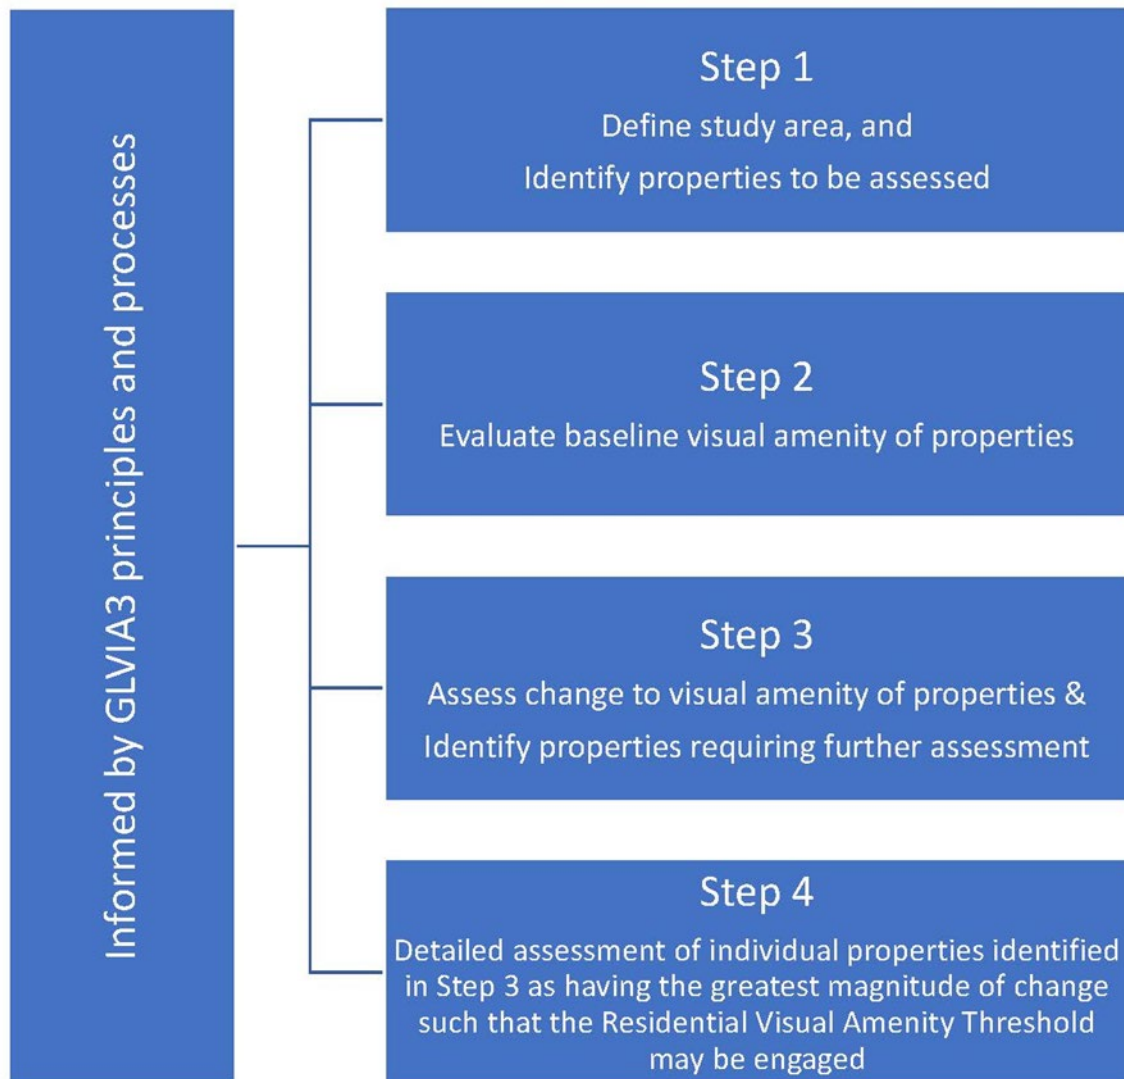 Informed by GLVIA3 principles and processes
Step 1
Define study area, and
Identify properties to be assessed
Step 2
Evaluate baseline visual amenity of properties
Step 3
Assess change to visual amenity of properties &
Identify properties requiring further assessment
Step 4
Detailed assessment of individual properties identified
in Step 3 as having the greatest magnitude of change
such that the Residential Visual Amenity Threshold
may be engaged